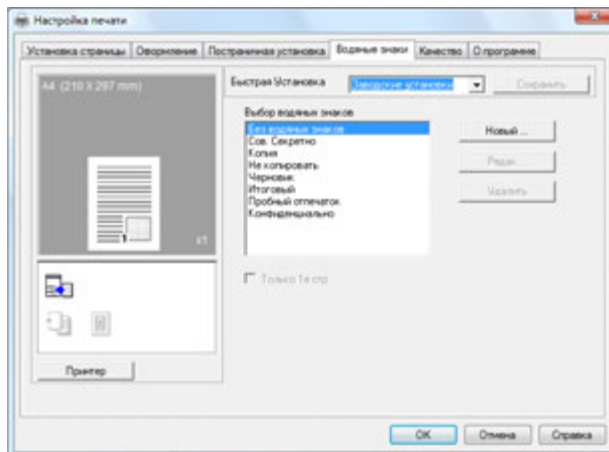 Настройка печати
Установка страницы Оформление Постраничная установка Водяные знаки Качество О программе
A4 (210 X 297 mm)
Быстрая Установка Заводские установки Сохранить
Выбор водяных знаков
Без водяных знаков
Сов. Секретно
Копия
Не копировать
Черновик.
Итоговый
Пробный отпечаток.
Конфиденциально
Новый ...
Редак...
Удалить
1
x1
Только 1я стр
Принтер
OK Отмена Справка